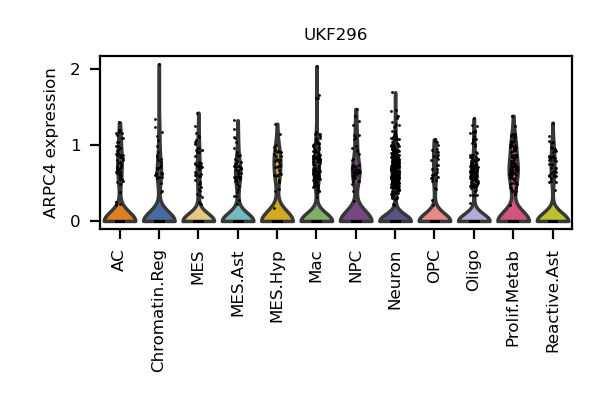 UKF296
ARPC4 expression
2
1
0
AC
Chromatin.Reg
MES
MES.Ast
MES.Hyp
Mac
NPC
Neuron
OPC
Oligo
Prolif.Metab
Reactive.Ast